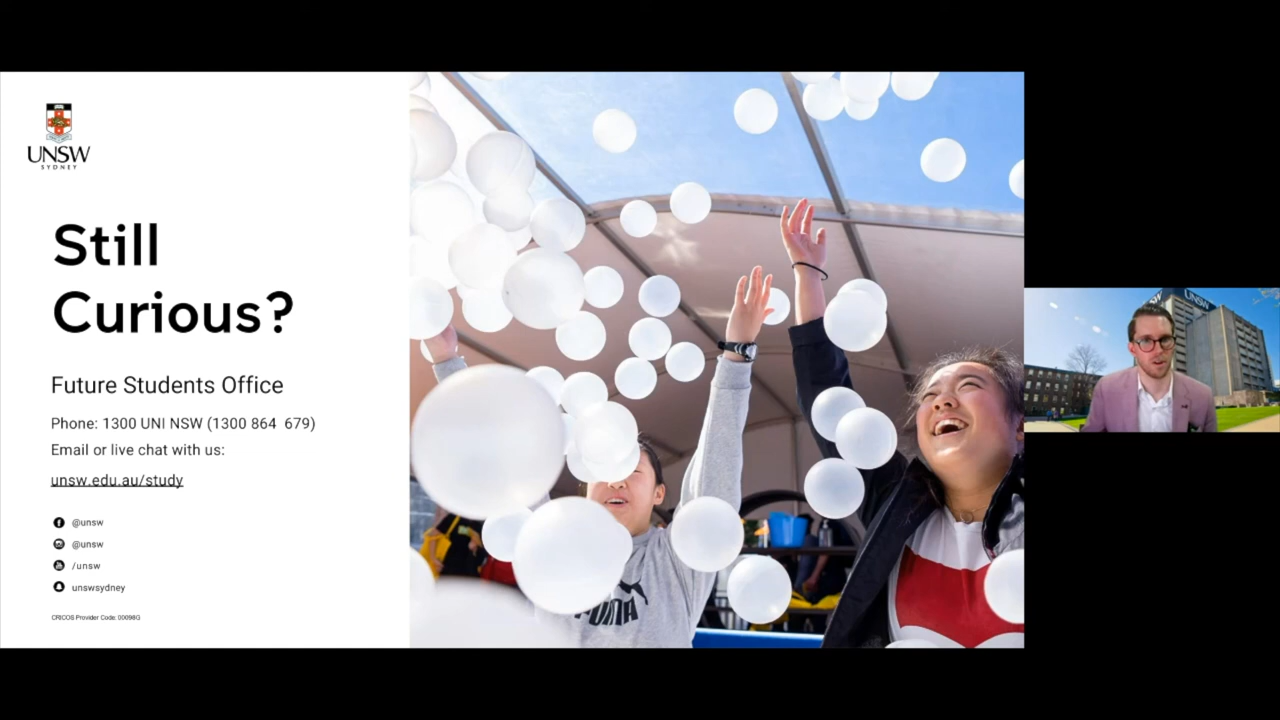 UNSW
SYDNEY
Still
Curious?
Future Students Office
Phone: 1300 UNI NSW (1300 864 679)
Email or live chat with us:
unsw.edu.au/study
@unsw
@unsw
/unsw
unswsydney
CRICOS Provider Code: 00098G
PUMA
UNSW